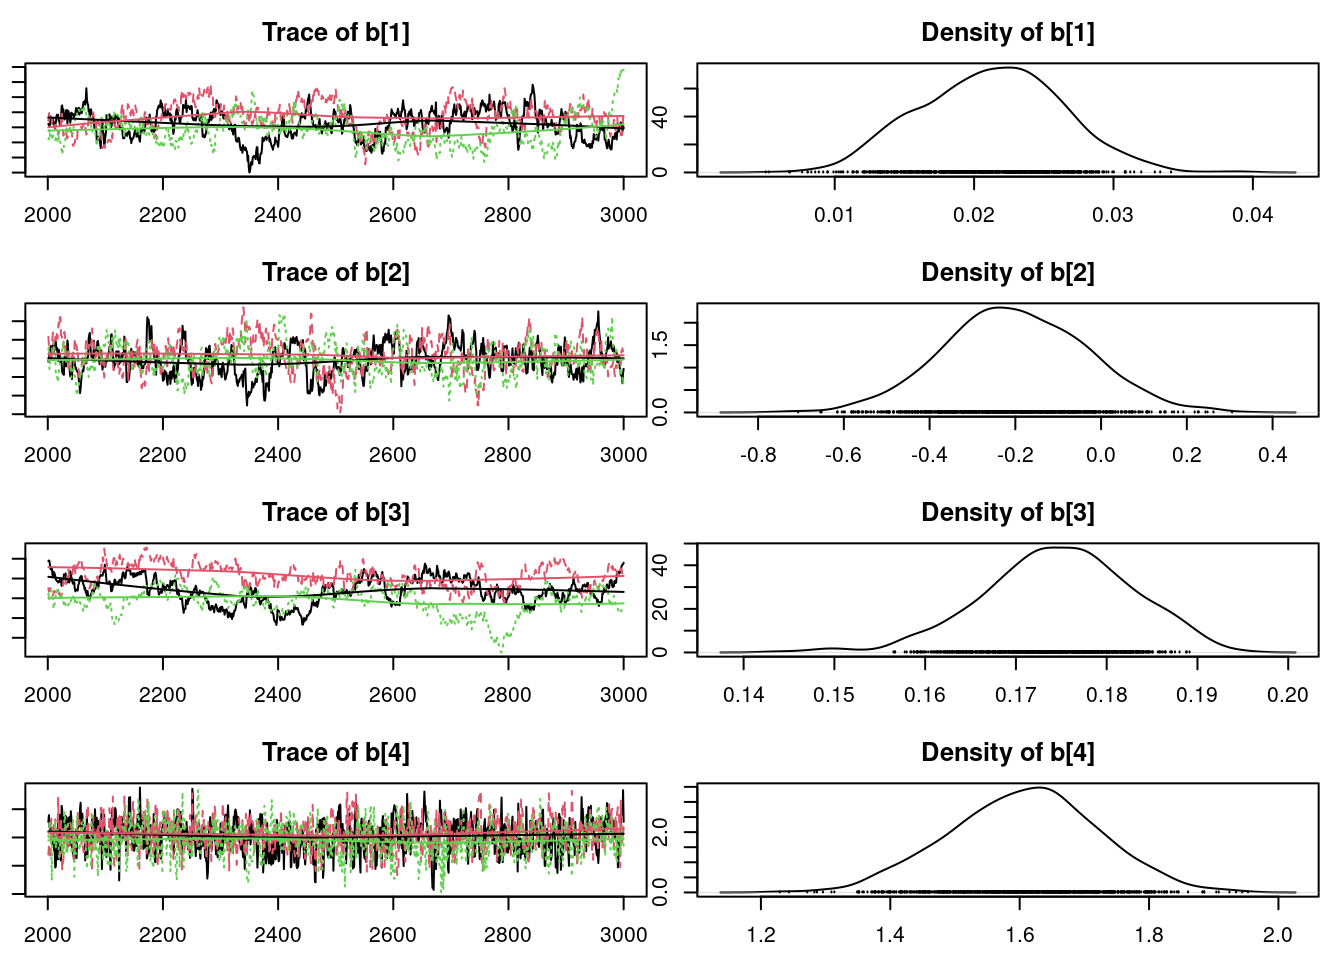 Trace of b[1]
2000 2200 2400 2600 2800 3000
Density of b[1]
0 40
0.01 0.02 0.03 0.04
Trace of b[2]
2000 2200 2400 2600 2800 3000
Density of b[2]
0.0 1.5
-0.8 -0.6 -0.4 -0.2 0.0 0.2 0.4
Trace of b[3]
2000 2200 2400 2600 2800 3000
Density of b[3]
0 20 40
0.14 0.15 0.16 0.17 0.18 0.19 0.20
Trace of b[4]
2000 2200 2400 2600 2800 3000
Density of b[4]
0.0 2.0
1.2 1.4 1.6 1.8 2.0